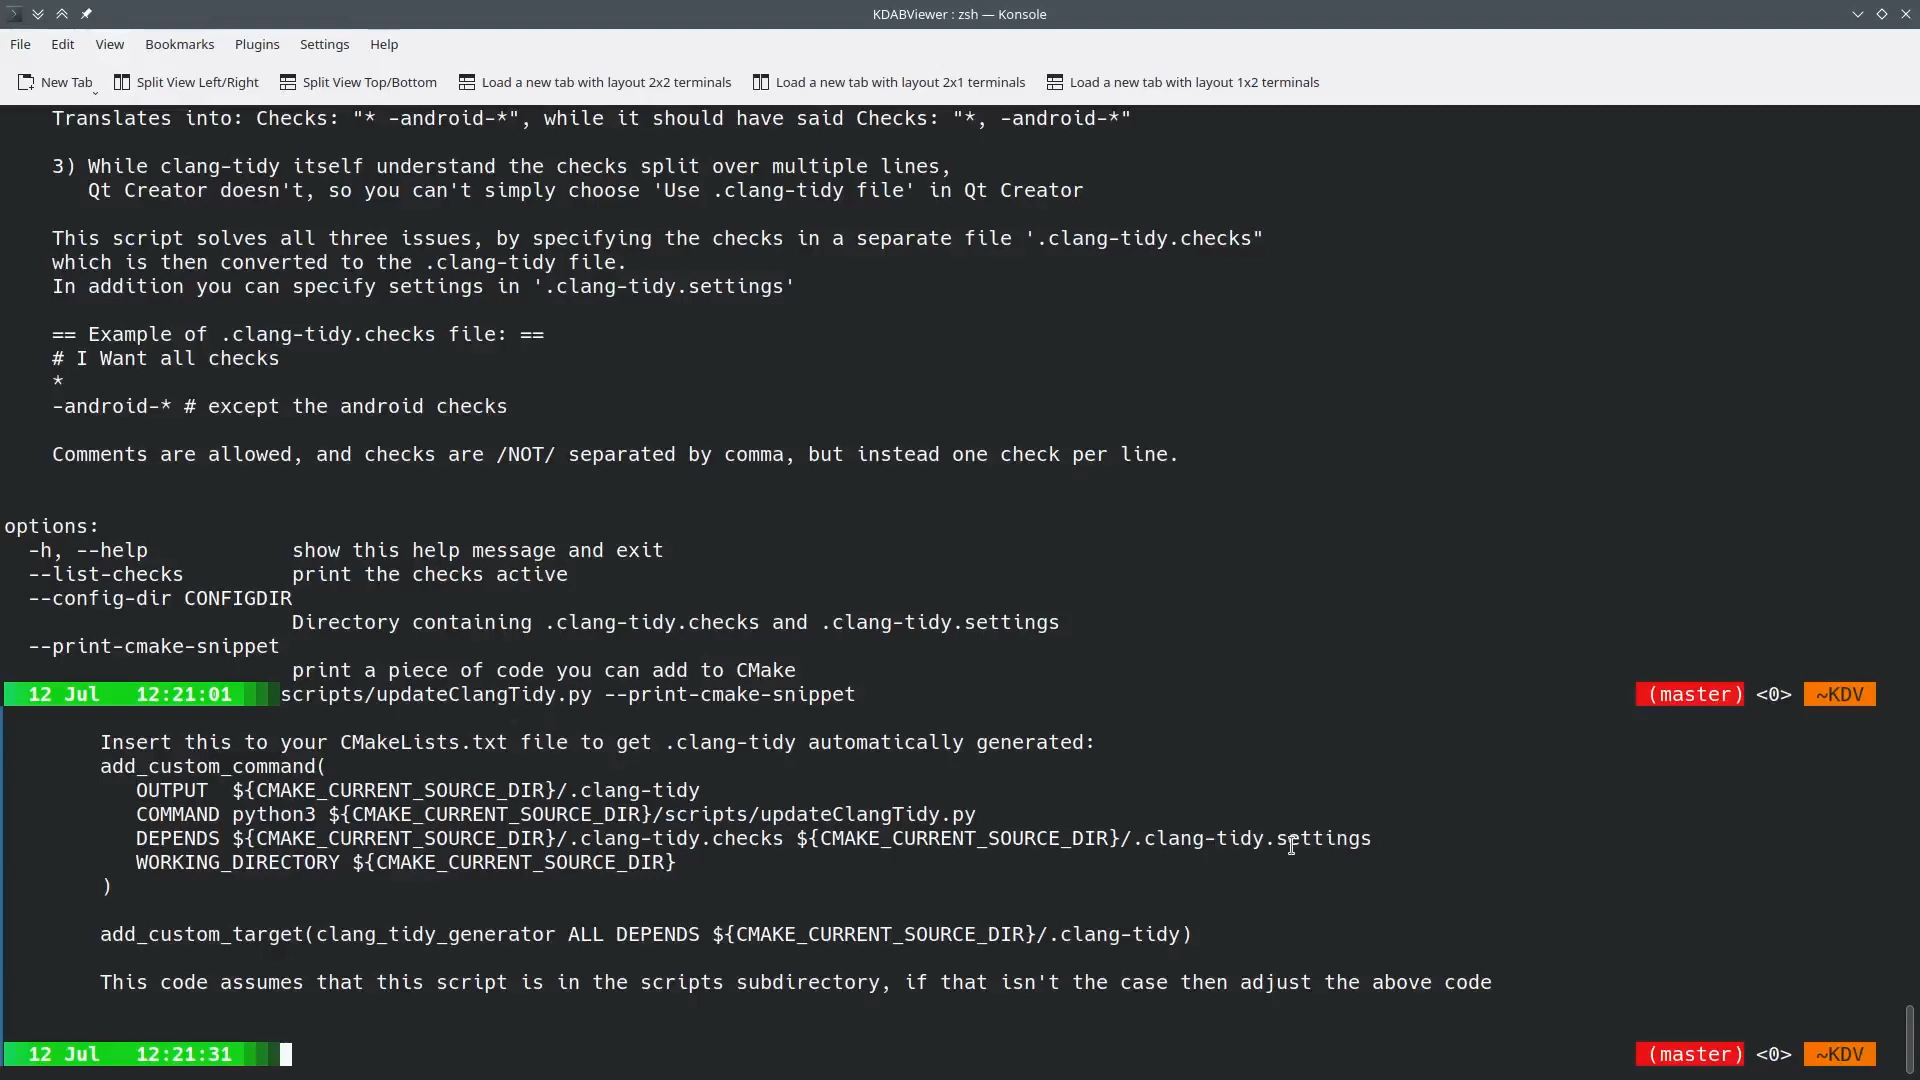 KDABViewer : zsh — Konsole
File Edit View Bookmarks Plugins Settings Help
New Tab Split View Left/Right Split View Top/Bottom Load a new tab with layout 2x2 terminals Load a new tab with layout 2x1 terminals Load a new tab with layout 1x2 terminals
Translates into: Checks: "* -android-*", while it should have said Checks: "*, -android-*"
3) While clang-tidy itself understand the checks split over multiple lines,
Qt Creator doesn't, so you can't simply choose 'Use .clang-tidy file' in Qt Creator
This script solves all three issues, by specifying the checks in a separate file '.clang-tidy.checks"
which is then converted to the .clang-tidy file.
In addition you can specify settings in '.clang-tidy.settings'
== Example of .clang-tidy.checks file: ==
# I Want all checks
*
-android-* # except the android checks
Comments are allowed, and checks are /NOT/ separated by comma, but instead one check per line.
options:
-h, --help show this help message and exit
--list-checks print the checks active
--config-dir CONFIGDIR
Directory containing .clang-tidy.checks and .clang-tidy.settings
--print-cmake-snippet
print a piece of code you can add to CMake
12 Jul 12:21:01 scripts/updateClangTidy.py --print-cmake-snippet (master) <0> ~KDV
Insert this to your CMakeLists.txt file to get .clang-tidy automatically generated:
add_custom_command(
OUTPUT ${CMAKE_CURRENT_SOURCE_DIR}/.clang-tidy
COMMAND python3 ${CMAKE_CURRENT_SOURCE_DIR}/scripts/updateClangTidy.py
DEPENDS ${CMAKE_CURRENT_SOURCE_DIR}/.clang-tidy.checks ${CMAKE_CURRENT_SOURCE_DIR}/.clang-tidy.settings
WORKING_DIRECTORY ${CMAKE_CURRENT_SOURCE_DIR}
)
add_custom_target(clang_tidy_generator ALL DEPENDS ${CMAKE_CURRENT_SOURCE_DIR}/.clang-tidy)
This code assumes that this script is in the scripts subdirectory, if that isn't the case then adjust the above code
12 Jul 12:21:31 (master) <0> ~KDV